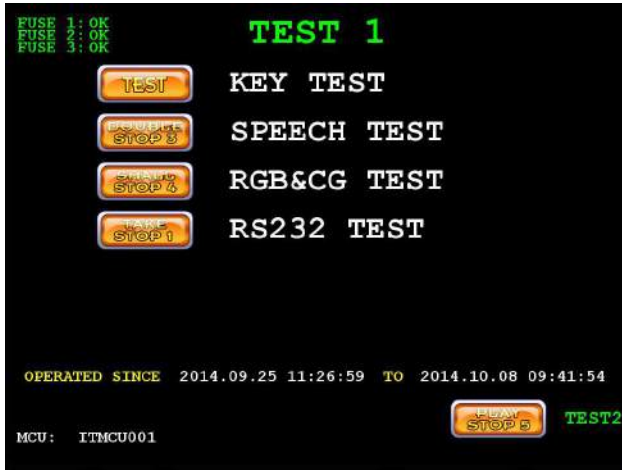 FUSE 1:OK
FUSE 2:OK
FUSE 3:OK
TEST 1
TEST KEY TEST
DOUBLE STOP 3 SPEECH TEST
SMALL STOP 4 RGB&CG TEST
TAKE STOP 1 RS232 TEST
OPERATED SINCE 2014.09.25 11:26:59 TO 2014.10.08 09:41:54
PLAY STOP 5 TEST2
MCU: ITMCU001